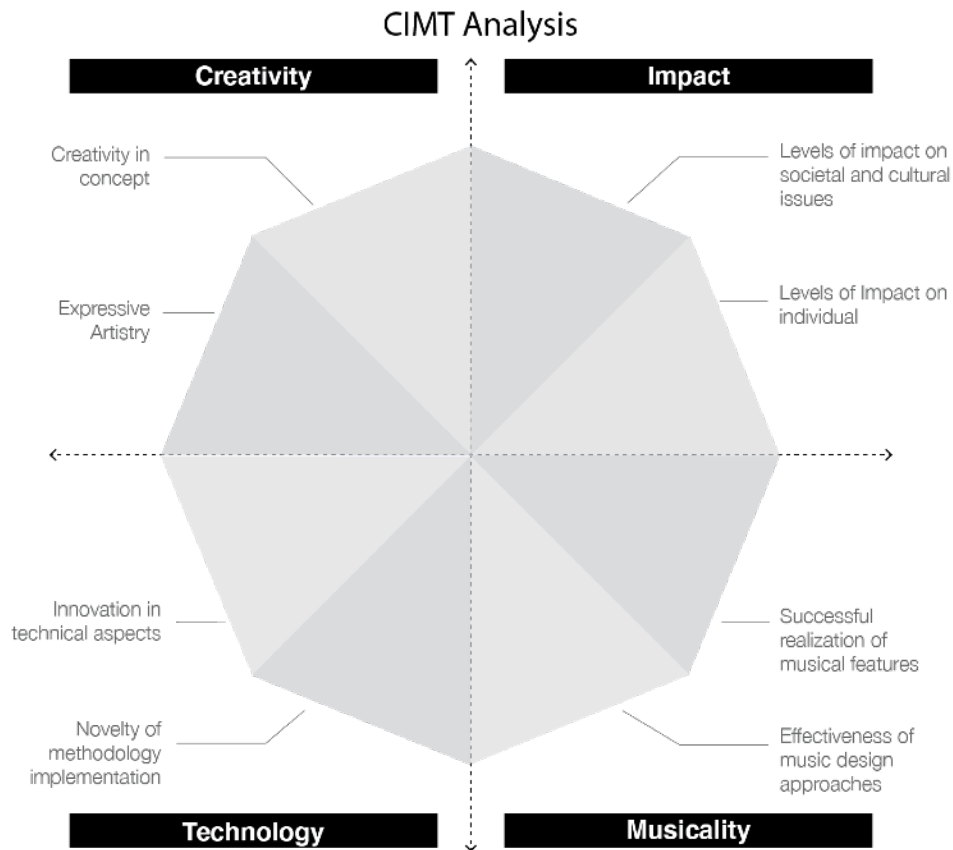 CIMT Analysis
Creativity
Impact
Creativity in
concept
Levels of impact on
societal and cultural
issues
Expressive
Artistry
Levels of Impact on
individual
Innovation in
technical aspects
Successful
realization of
musical features
Novelty of
methodology
implementation
Effectiveness of
music design
approaches
Technology
Musicality